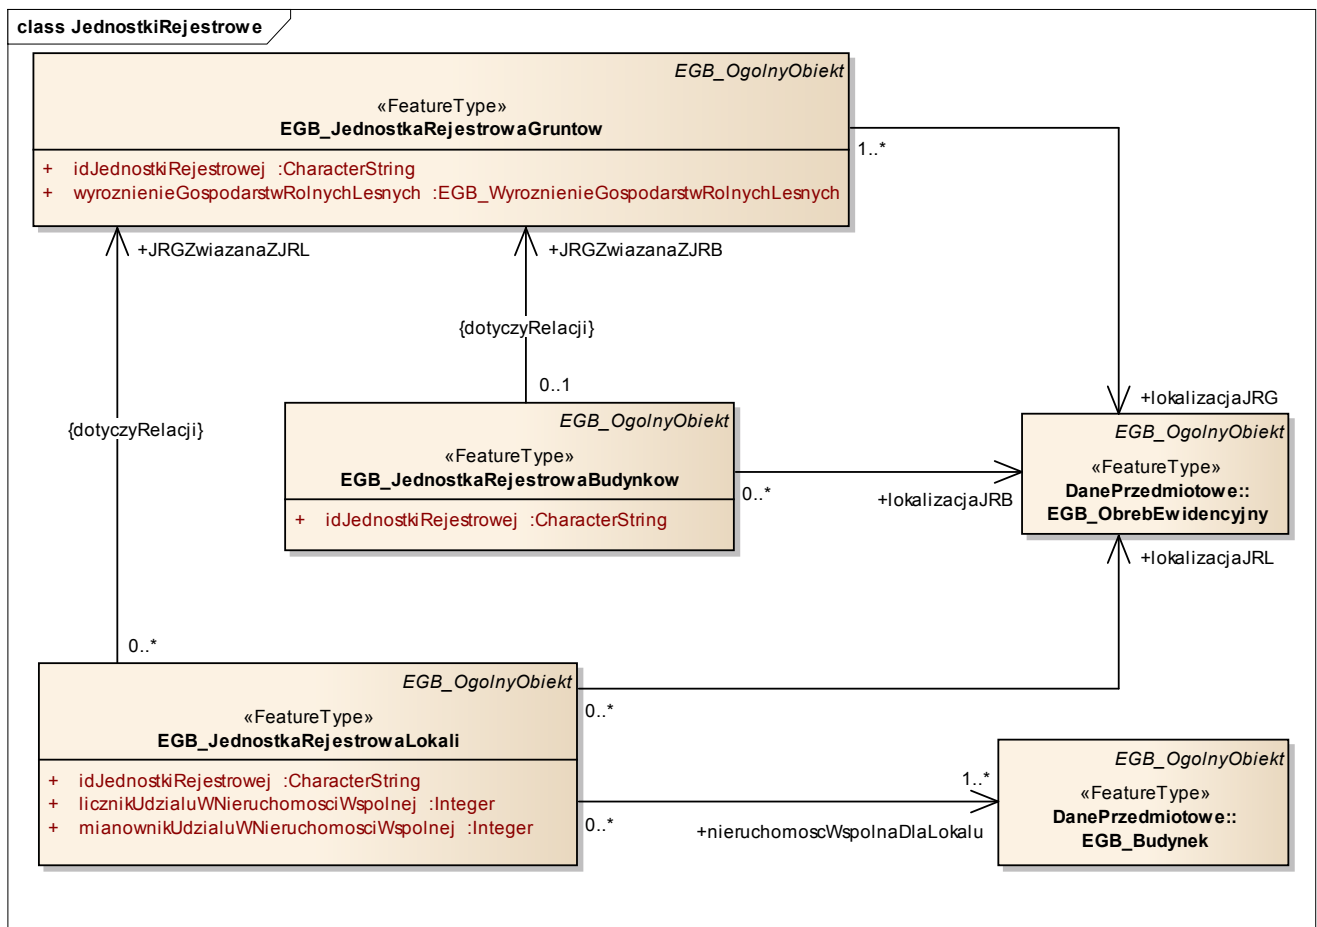 class JednostkiRejestrowe
EGB_OgolnyObiekt
«FeatureType»
EGB_JednostkaRejestrowaGruntow
+ idJednostkiRejestrowej :CharacterString
+ wyroznienieGospodarstwRolnychLesnych :EGB_WyroznienieGospodarstwRolnychLesnych
1..*
+JRGZwiazanaZJRL
+JRGZwiazanaZJRB
{dotyczyRelacji}
0..1
{dotyczyRelacji}
+lokalizacjaJRG
EGB_OgolnyObiekt
«FeatureType»
EGB_JednostkaRejestrowaBudynkow
+ idJednostkiRejestrowej :CharacterString
0..*
+lokalizacjaJRB
EGB_OgolnyObiekt
«FeatureType»
DanePrzedmiotowe::
EGB_ObrebEwidencyjny
+lokalizacjaJRL
0..*
EGB_OgolnyObiekt
«FeatureType»
EGB_JednostkaRejestrowaLokali
+ idJednostkiRejestrowej :CharacterString
+ licznikUdzialuWNieruchomosciWspolnej :Integer
+ mianownikUdzialuWNieruchomosciWspolnej :Integer
0..*
0..*
1..*
+nieruchomoscWspolnaDlaLokalu
EGB_OgolnyObiekt
«FeatureType»
DanePrzedmiotowe::
EGB_Budynek